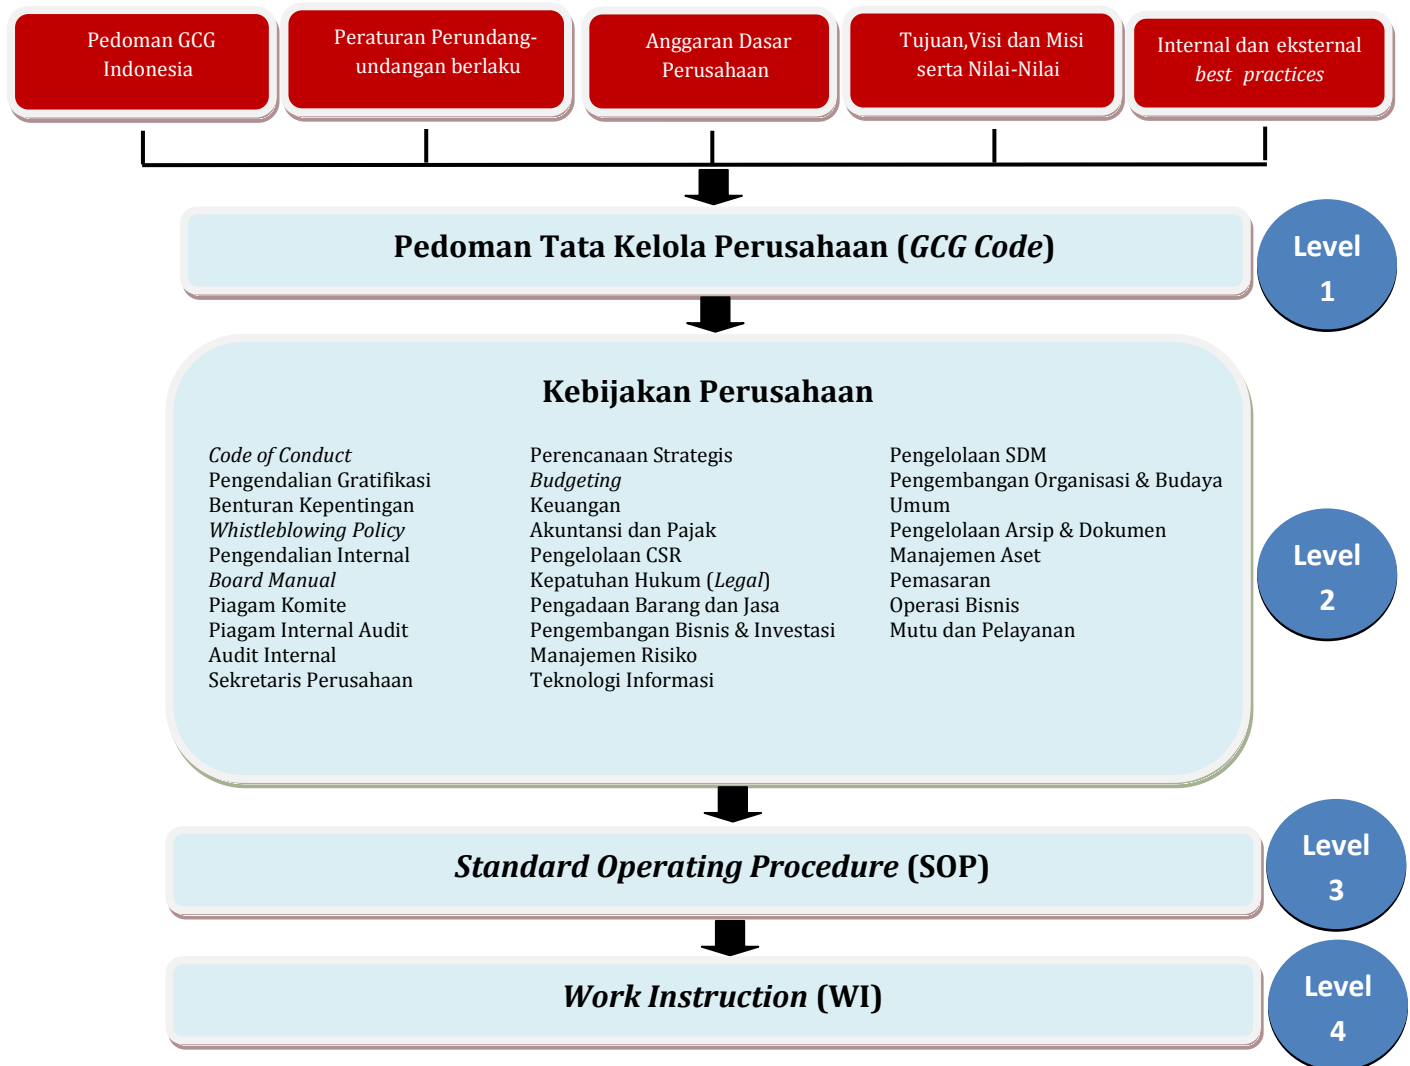 Pedoman GCG
Indonesia
Peraturan Perundang-
undangan berlaku
Anggaran Dasar
Perusahaan
Tujuan,Visi dan Misi
serta Nilai-Nilai
Internal dan eksternal
best practices
Pedoman Tata Kelola Perusahaan (GCG Code)
Level
1
Kebijakan Perusahaan
Code of Conduct
Pengendalian Gratifikasi
Benturan Kepentingan
Whistleblowing Policy
Pengendalian Internal
Board Manual
Piagam Komite
Piagam Internal Audit
Audit Internal
Sekretaris Perusahaan
Perencanaan Strategis
Budgeting
Keuangan
Akuntansi dan Pajak
Pengelolaan CSR
Kepatuhan Hukum (Legal)
Pengadaan Barang dan Jasa
Pengembangan Bisnis & Investasi
Manajemen Risiko
Teknologi Informasi
Pengelolaan SDM
Pengembangan Organisasi & Budaya
Umum
Pengelolaan Arsip & Dokumen
Manajemen Aset
Pemasaran
Operasi Bisnis
Mutu dan Pelayanan
Level
2
Standard Operating Procedure (SOP)
Level
3
Work Instruction (WI)
Level
4